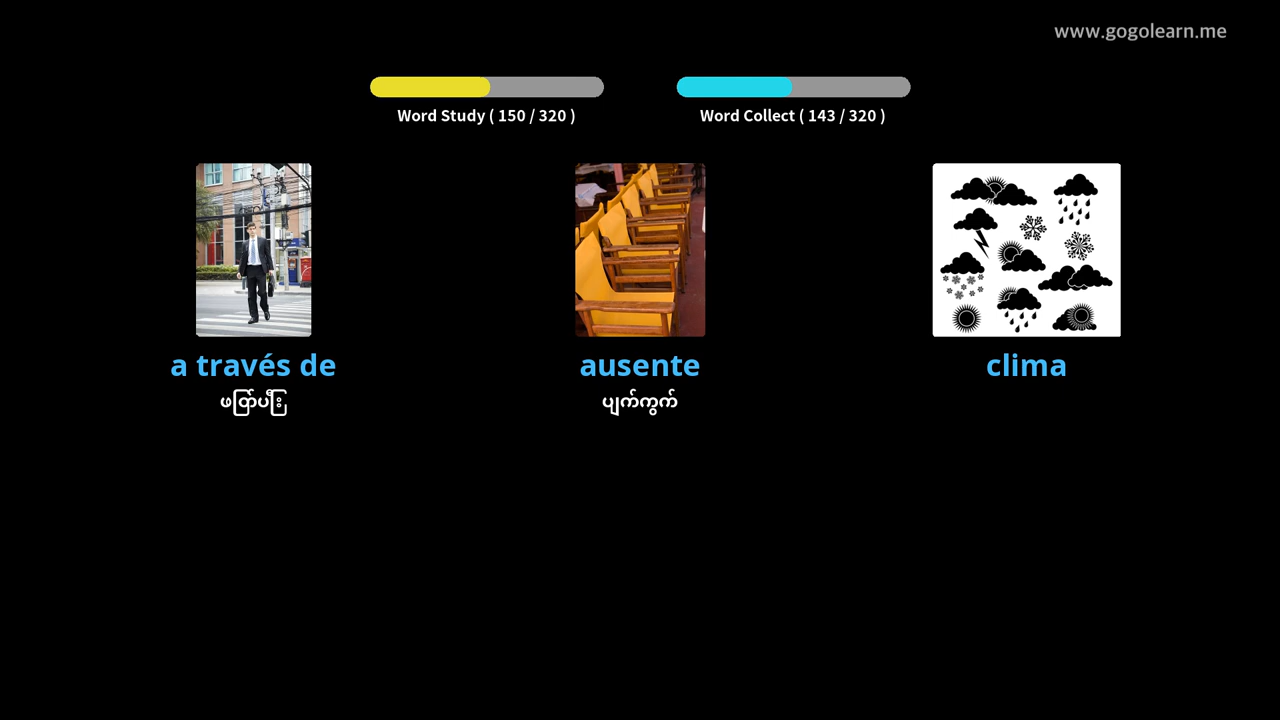 www.gogolearn.me
Word Study ( 150 / 320 )
Word Collect ( 143 / 320 )
a través de
ausente
clima
ဖတ်ြာပြီး
ပျက်ကွက်